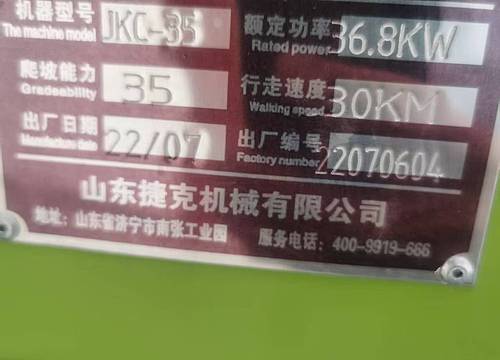 机器型号 JKC-35 额定功率 36.8KW
The machine model Rated power
爬坡能力 35 行走速度 30KM
Gradeability Walking speed
出厂日期 22/07 出厂编号 22070604
Manufacture date Factory number
山东捷克机械有限公司
地址: 山东省济宁市南张工业园 服务电话: 400-9919-666